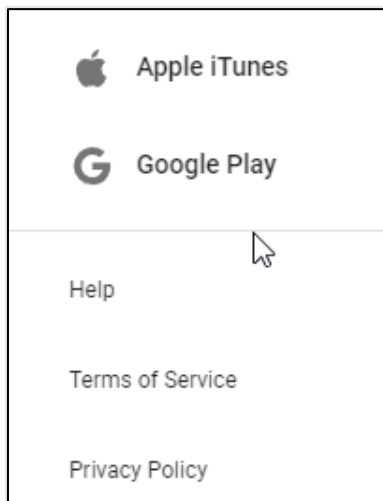 Apple iTunes
Google Play
Help
Terms of Service
Privacy Policy